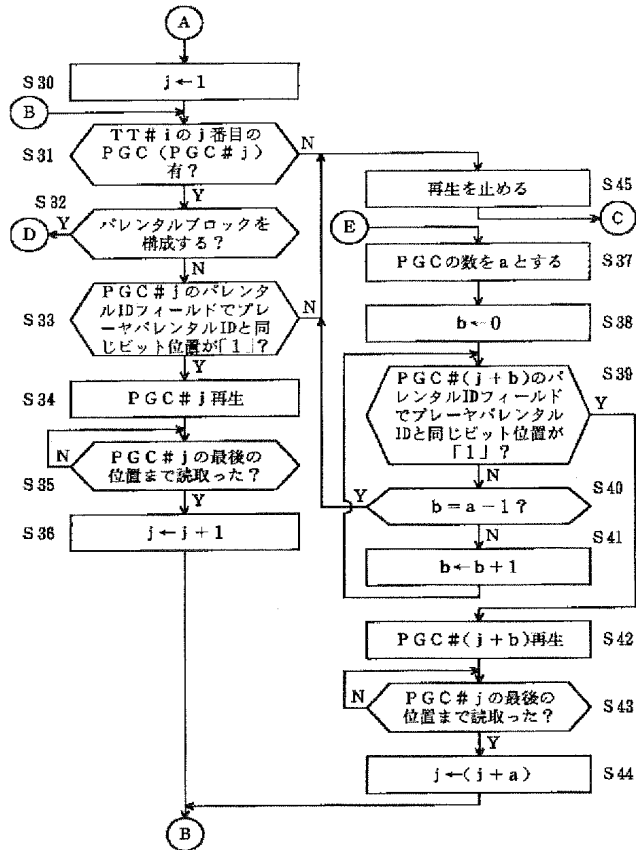 A
S30
j←1
B
S31
TT#iのj番目の
PGC(PGC#j)
有?
N
Y
S32
Y
D
パレンタルブロックを
構成する?
N
S33
PGC#jのパレンタ
ルIDフィールドでプレー
ヤパレンタルIDと同
じビット位置が「1」?
N
Y
S34
PGC#j再生
N
PGC#jの最後の
位置まで読取った?
S35
Y
S36
j←j+1
B
再生を止める
S45
C
E
PGCの数をaとする
S37
b←0
S38
S39
PGC#(j+b)のパ
レンタルIDフィールド
でプレーヤパレンタル
IDと同じビット位置が
「1」?
Y
N
S40
Y
b=a-1?
N
S41
b←b+1
PGC#(j+b)再生
S42
N
PGC#jの最後の
位置まで読取った?
S43
Y
j←(j+a)
S44